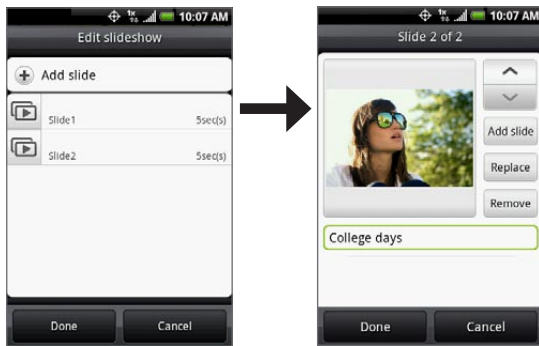 10:07 AM
Edit slideshow
Add slide
Slide1 5sec(s)
Slide2 5sec(s)
Done Cancel
10:07 AM
Slide 2 of 2
Add slide
Replace
Remove
College days
Done Cancel